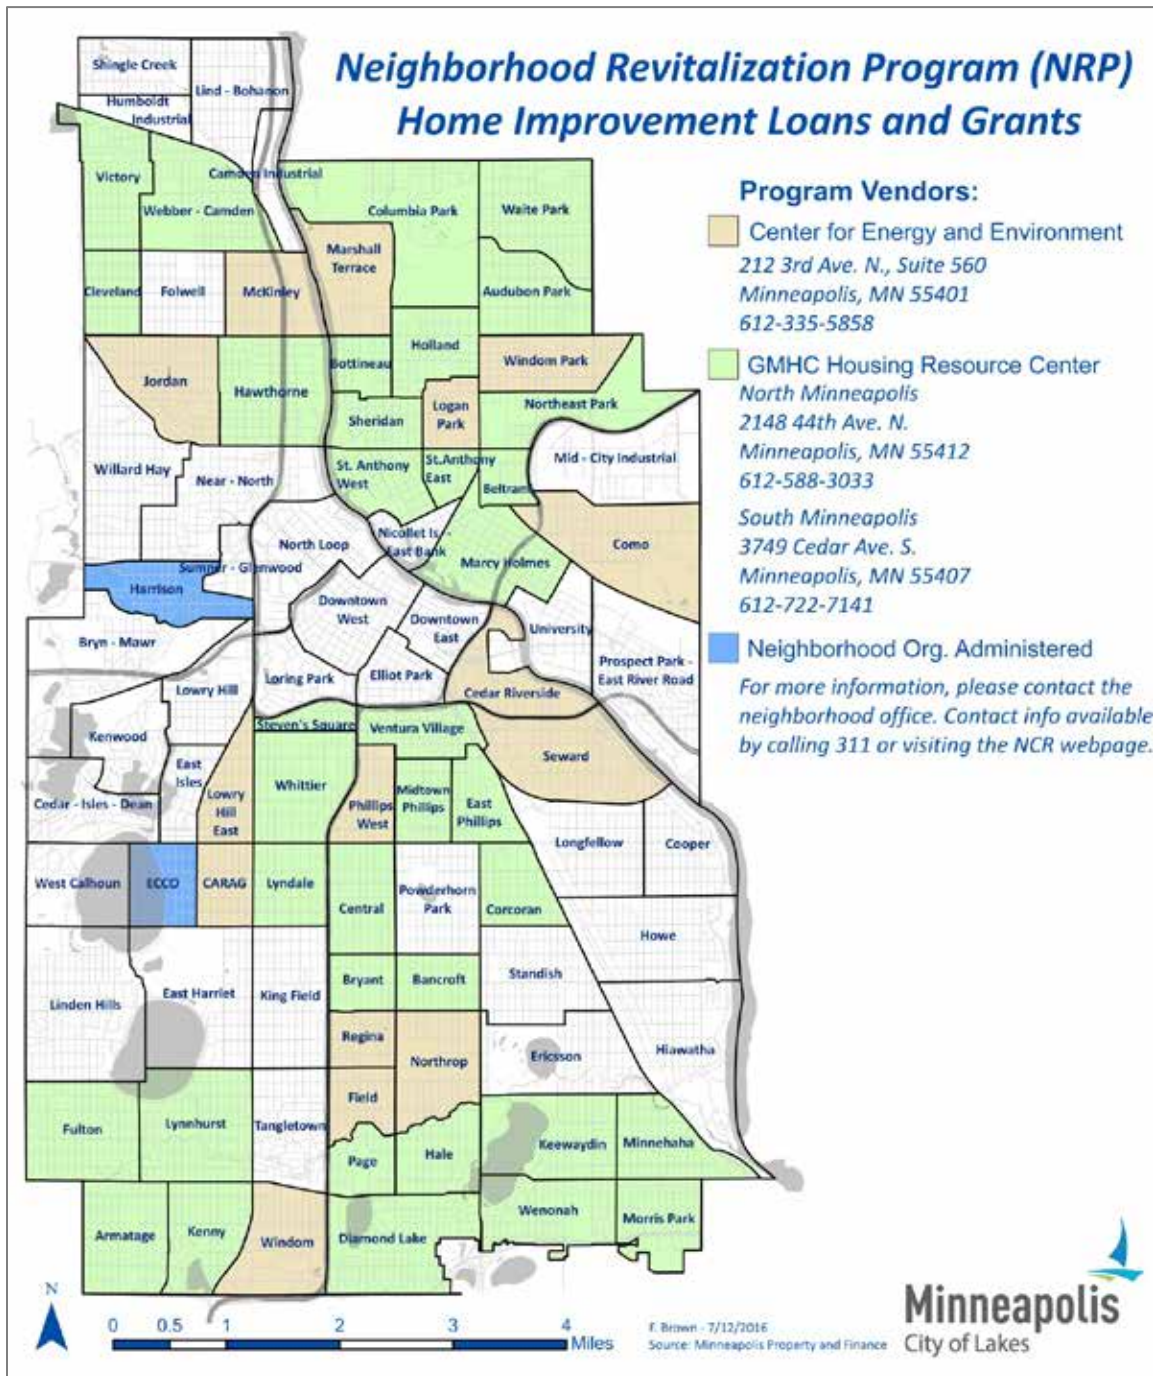 Neighborhood Revitalization Program (NRP)
Home Improvement Loans and Grants
Program Vendors:
Center for Energy and Environment
212 3rd Ave. N., Suite 560
Minneapolis, MN 55401
612-335-5858
GMHC Housing Resource Center
North Minneapolis
2148 44th Ave. N.
Minneapolis, MN 55412
612-588-3033
South Minneapolis
3749 Cedar Ave. S.
Minneapolis, MN 55407
612-722-7141
Neighborhood Org. Administered
For more information, please contact the
neighborhood office. Contact info available
by calling 311 or visiting the NCR webpage.
Shingle Creek
Lind - Bohanon
Humboldt
Industrial
Victory
Camden Industrial
Webber - Camden
Columbia Park
Waite Park
Marshall
Terrace
Cleveland
Folwell
McKinley
Audubon Park
Holland
Bottineau
Windom Park
Jordan
Hawthorne
Logan
Park
Northeast Park
Sheridan
Willard Hay
Near - North
St. Anthony
West
St. Anthony
East
Mid - City Industrial
Beltrami
Nicollet Is. -
East Bank
North Loop
Como
Marcy Holmes
Sumner - Glenwood
Harrison
Downtown
West
Downtown
East
University
Bryn - Mawr
Prospect Park -
East River Road
Elliot Park
Loring Park
Lowry Hill
Cedar Riverside
Steven's Square
Ventura Village
Kenwood
East
Isles
Seward
Whittier
Cedar - Isles - Dean
Lowry
Hill
East
Phillips
West
Midtown
Phillips
East
Phillips
Longfellow
Cooper
West Calhoun
ECCO
CARAG
Lyndale
Powderhorn
Park
Central
Corcoran
Howe
Standish
Bryant
Bancroft
Linden Hills
East Harriet
King Field
Regina
Northrop
Ericsson
Hiawatha
Field
Fulton
Lynnhurst
Tangletown
Keewaydin
Minnehaha
Page
Hale
Wenonah
Morris Park
Armatage
Kenny
Windom
Diamond Lake
N
0 0.5 1 2 3 4
Miles
F. Brown - 7/12/2016
Source: Minneapolis Property and Finance
Minneapolis
City of Lakes